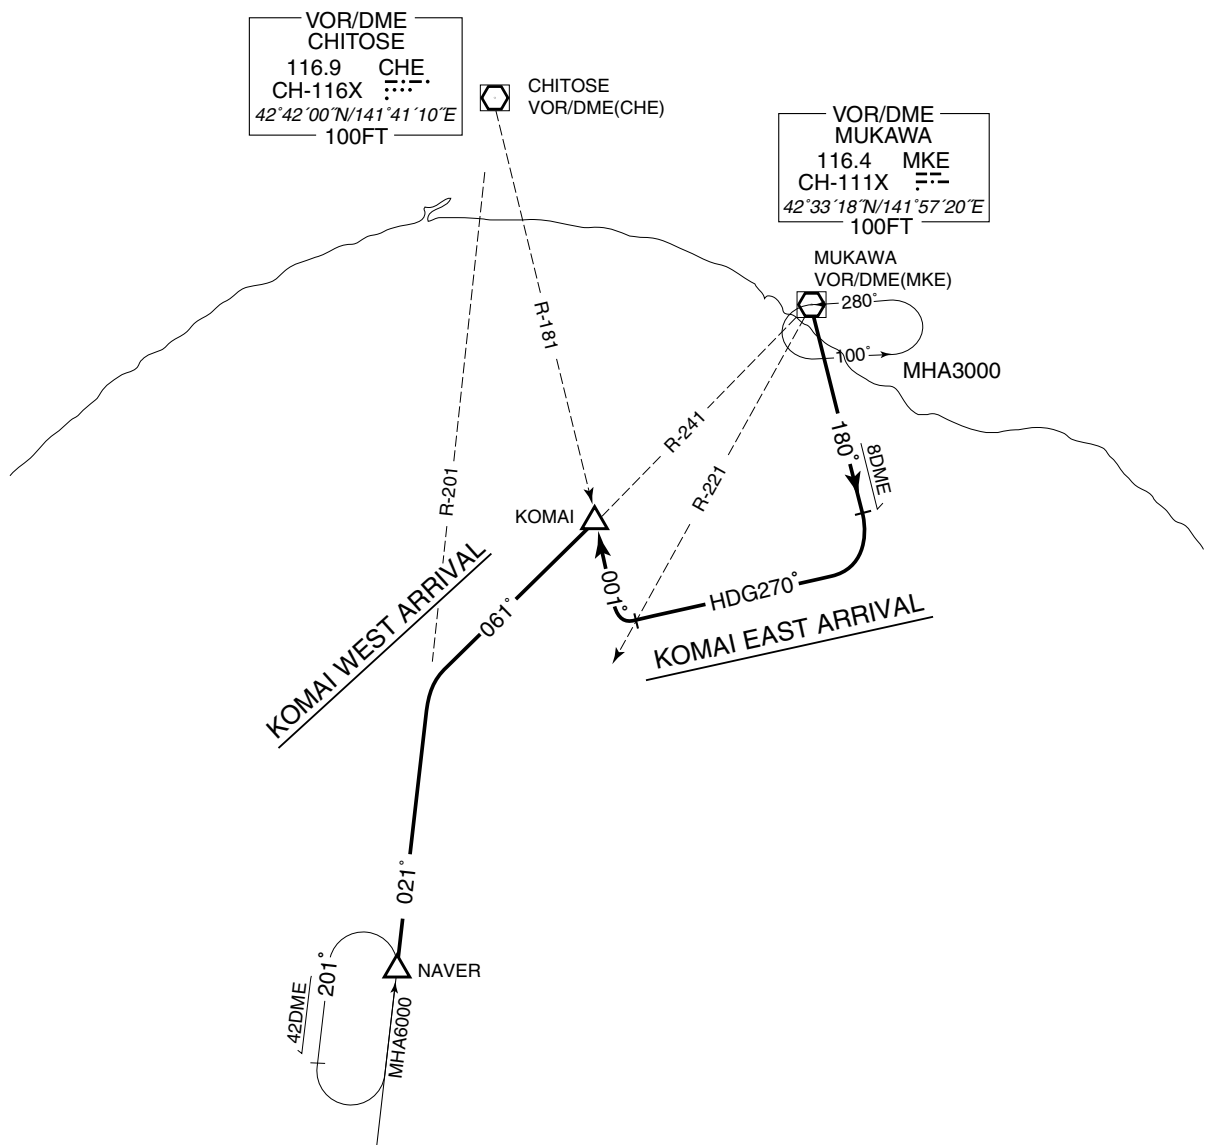 VOR/DME
CHITOSE
116.9 CHE
CH-116X
42°42´00˝N/141°41´10˝E
100FT
CHITOSE
VOR/DME(CHE)
VOR/DME
MUKAWA
116.4 MKE
CH-111X
42°33´18˝N/141°57´20˝E
100FT
MUKAWA
VOR/DME(MKE)
280°
100°
MHA3000
R-181
R-241
R-221
R-201
180°
8DME
KOMAI
001°
HDG270°
KOMAI EAST ARRIVAL
061°
KOMAI WEST ARRIVAL
021°
NAVER
201°
42DME
MHA6000